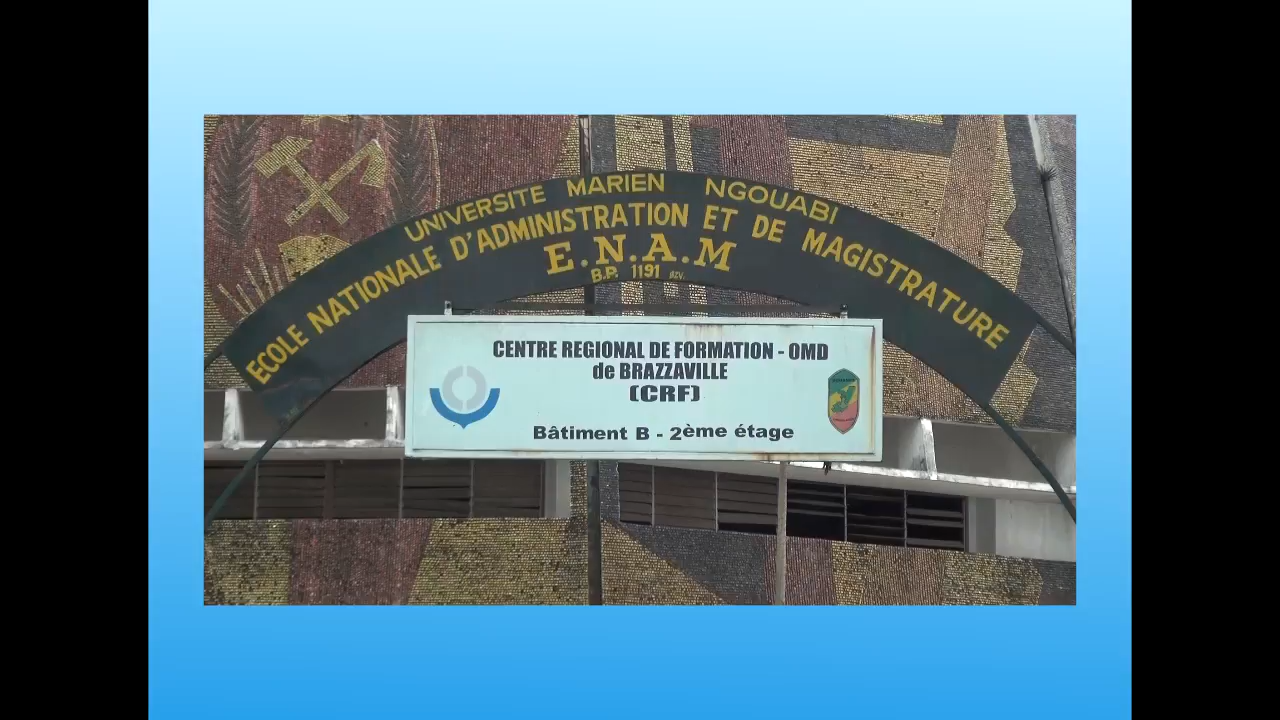 UNIVERSITE MARIEN NGOUABI
ECOLE NATIONALE D'ADMINISTRATION ET DE MAGISTRATURE
E.N.A.M
B.P. 1191 BZV.
CENTRE REGIONAL DE FORMATION - OMD
de BRAZZAVILLE
(CRF)
Bâtiment B - 2ème étage